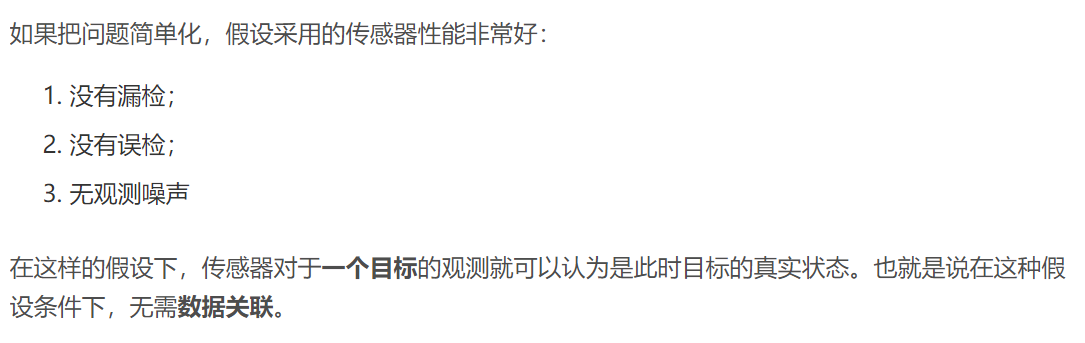 如果把问题简单化，假设采用的传感器性能非常好：
1. 没有漏检；
2. 没有误检；
3. 无观测噪声
在这样的假设下，传感器对于一个目标的观测就可以认为是此时目标的真实状态。也就是说在这种假
设条件下，无需数据关联。